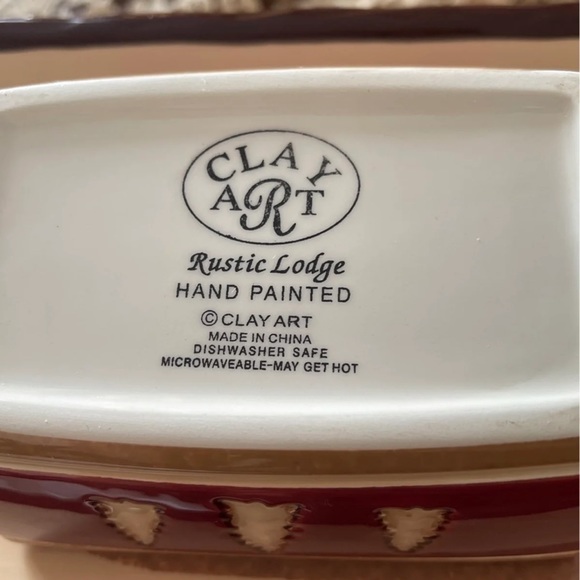 CLAY
ART
Rustic Lodge
HAND PAINTED
© CLAY ART
MADE IN CHINA
DISHWASHER SAFE
MICROWAVEABLE-MAY GET HOT